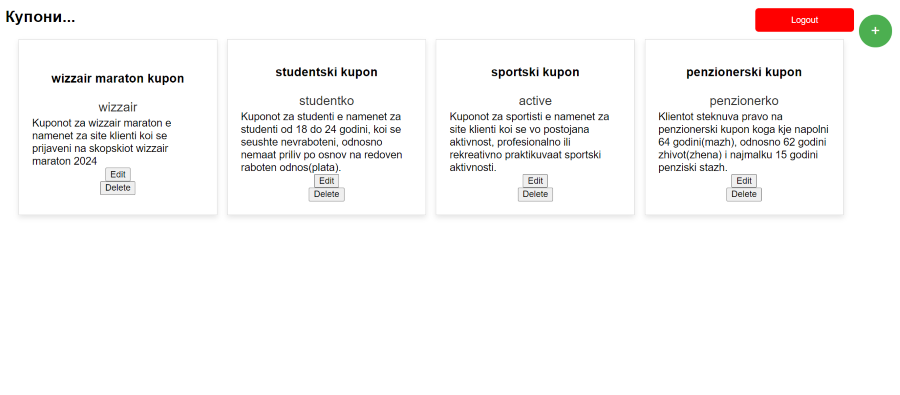 Купони...
Logout
+
wizzair maraton kupon
wizzair
Kuponot za wizzair maraton e
namenet za site klienti koi se
prijaveni na skopskiot wizzair
maraton 2024
Edit
Delete
studentski kupon
studentko
Kuponot za studenti e namenet za
studenti od 18 do 24 godini, koi se
seushte nevraboteni, odnosno
nemaat priliv po osnov na redoven
raboten odnos(plata).
Edit
Delete
sportski kupon
active
Kuponot za sportisti e namenet za
site klienti koi se vo postojana
aktivnost, profesionalno ili
rekreativno praktikuvaat sportski
aktivnosti.
Edit
Delete
penzionerski kupon
penzionerko
Klientot steknuva pravo na
penzionerski kupon koga kje napolni
64 godini(mazh), odnosno 62 godini
zhivot(zhena) i najmalku 15 godini
penziski stazh.
Edit
Delete